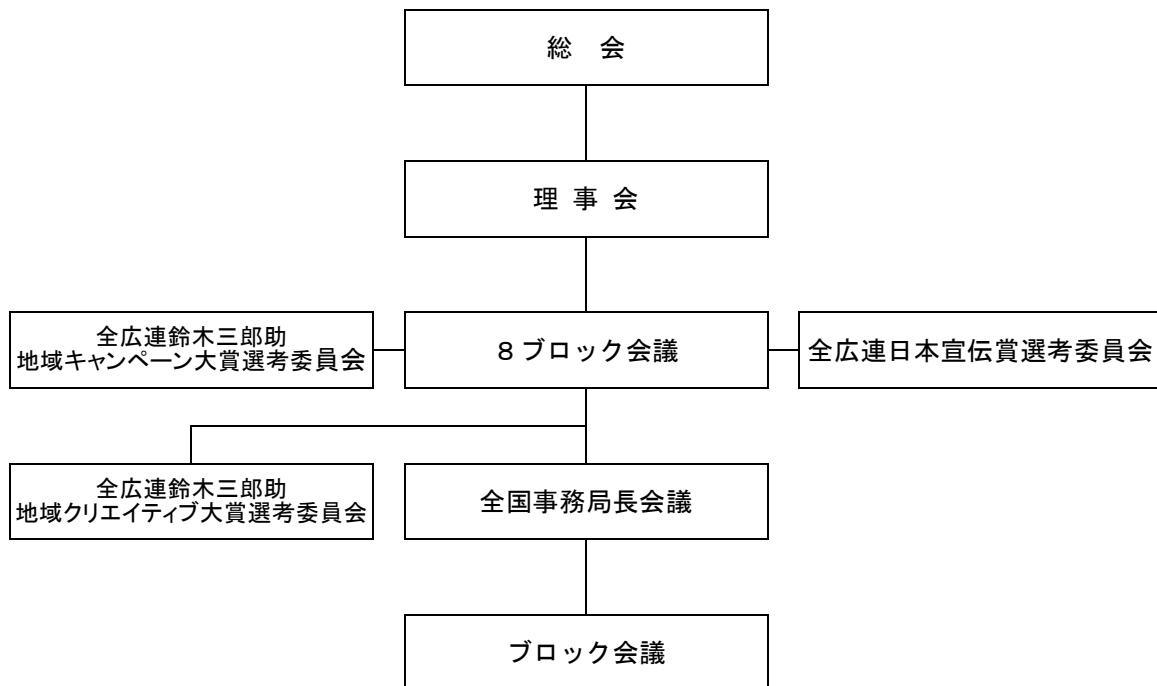 総　会
理 事 会
全広連鈴木三郎助
地域キャンペーン大賞選考委員会
８ブロック会議
全広連日本宣伝賞選考委員会
全広連鈴木三郎助
地域クリエイティブ大賞選考委員会
全国事務局長会議
ブロック会議